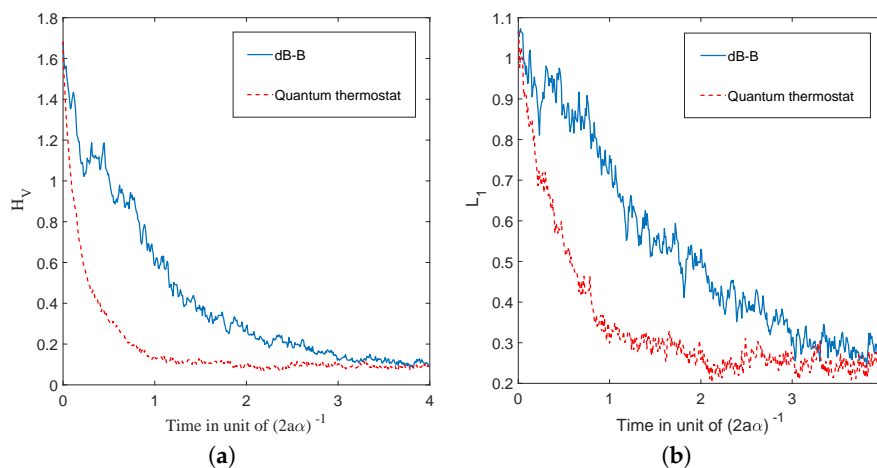 1.8
1.6
1.4
1.2
1
0.8
0.6
0.4
0.2
0
H_V
0 1 2 3 4
Time in unit of (2aα) ^-1
dB-B
Quantum thermostat
(a)
1.1
1
0.9
0.8
0.7
0.6
0.5
0.4
0.3
0.2
L_1
0 1 2 3
Time in unit of (2aα) ^-1
dB-B
Quantum thermostat
(b)